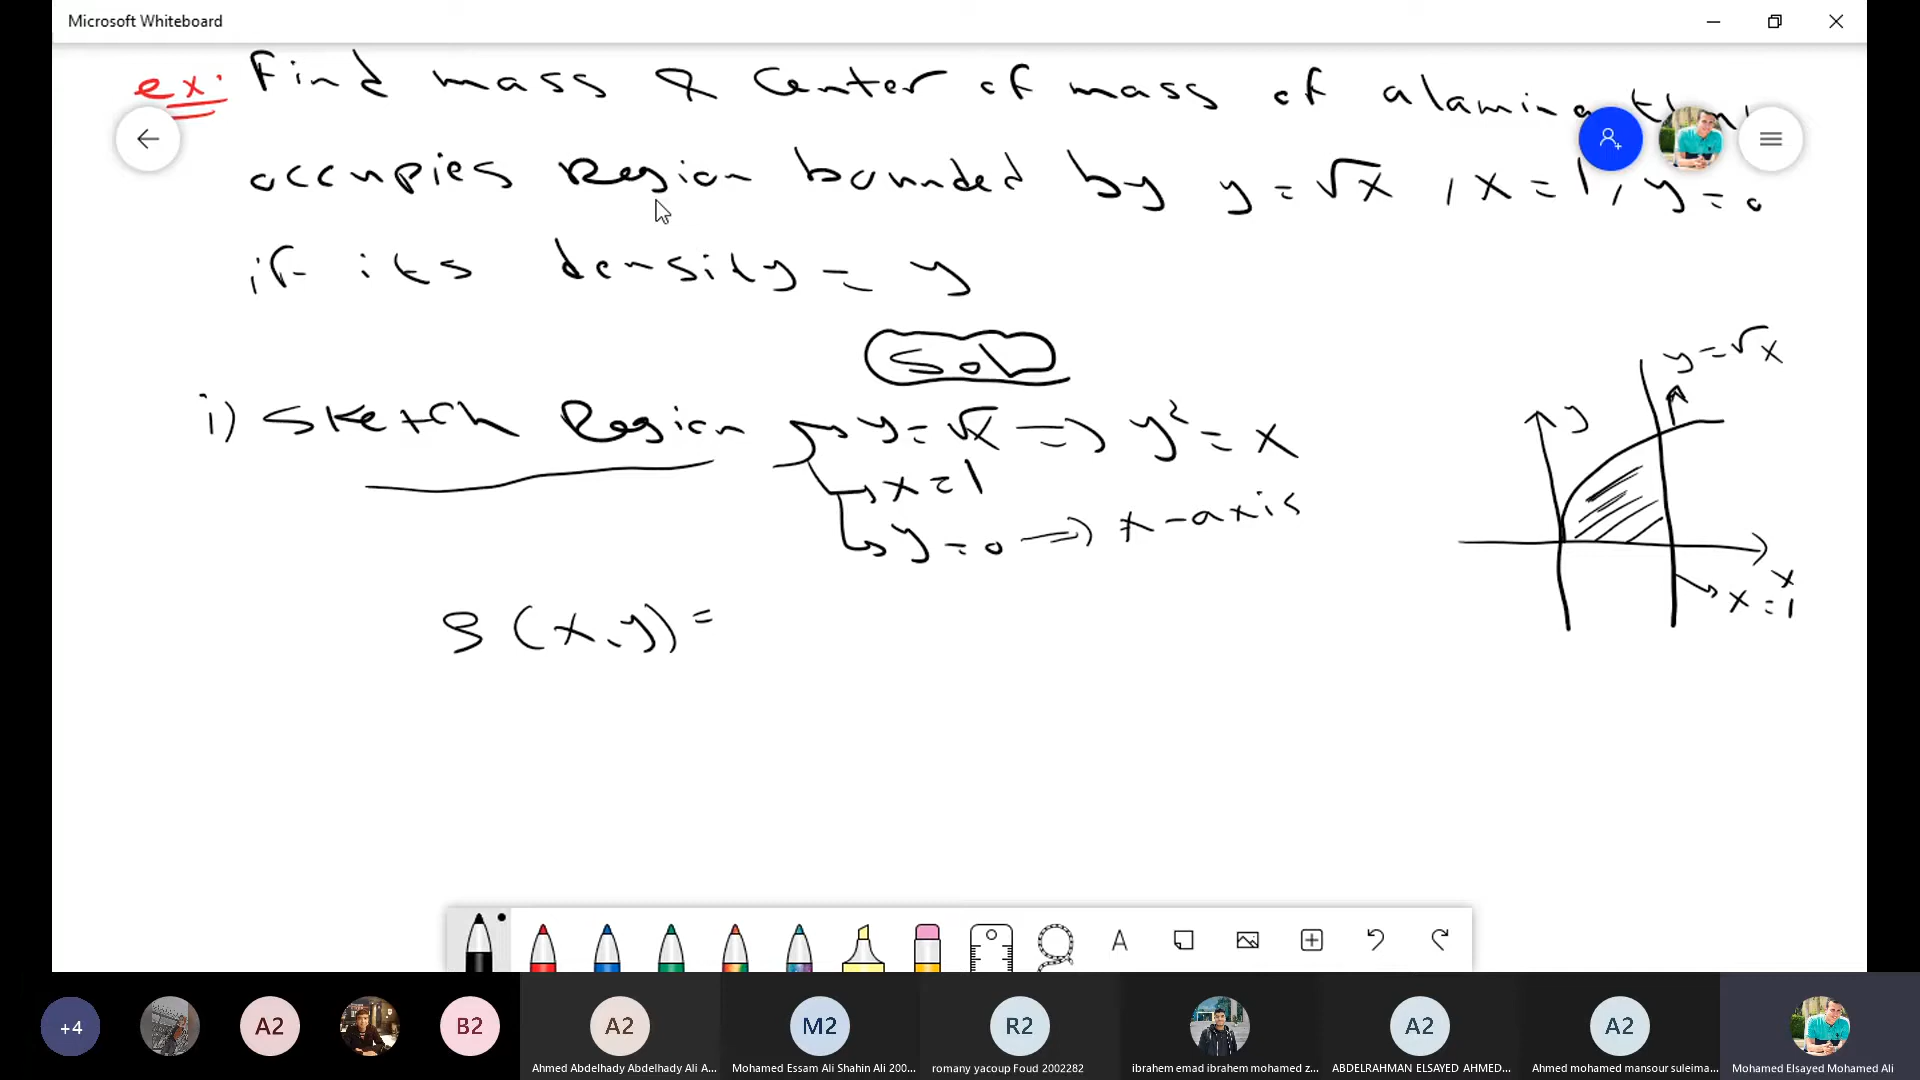 Microsoft Whiteboard
ex: Find mass & Center of mass of a lamina
occupies Region bounded by y = √x , x = 1 , y = 0
if its density = y
Sol
i) Sketch Region y = √x ⇒ y² = x
x = 1
y = 0 ⇒ x-axis
ρ (x,y) =
y = √x
y
x
x = 1
A
+4
A2
B2
A2
M2
R2
A2
A2
Ahmed Abdelhady Abdelhady Ali A...
Mohamed Essam Ali Shahin Ali 200...
romany yacoup Foud 2002282
ibrahem emad ibrahem mohamed z...
ABDELRAHMAN ELSAYED AHMED...
Ahmed mohamed mansour suleima...
Mohamed Elsayed Mohamed Ali